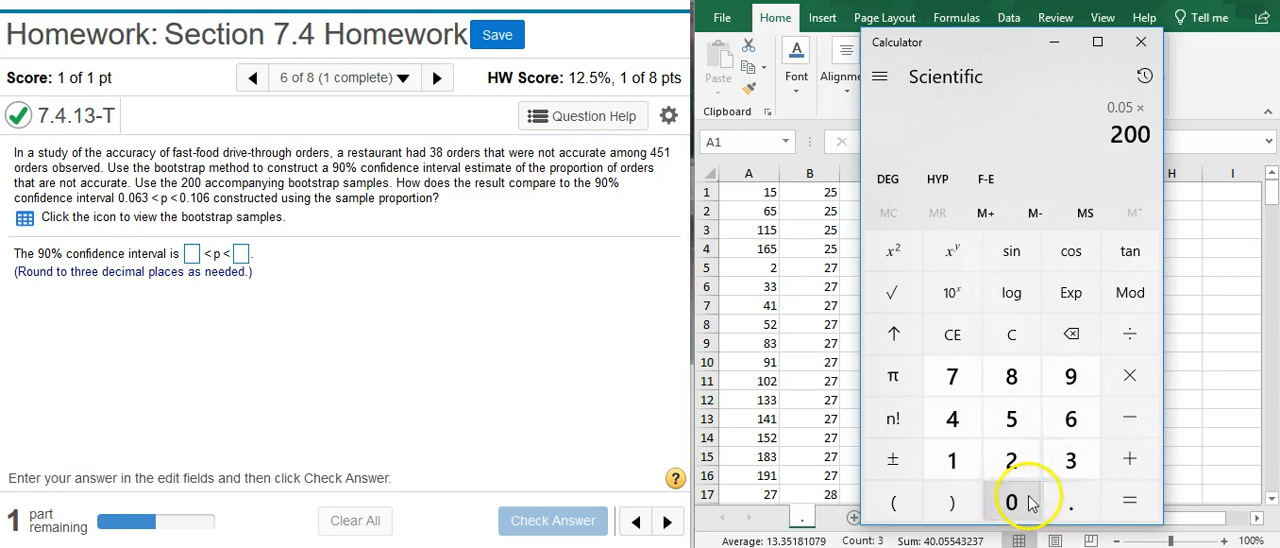 Homework: Section 7.4 Homework
Save
Score: 1 of 1 pt
6 of 8 (1 complete)
HW Score: 12.5%, 1 of 8 pts
7.4.13-T
Question Help
In a study of the accuracy of fast-food drive-through orders, a restaurant had 38 orders that were not accurate among 451
orders observed. Use the bootstrap method to construct a 90% confidence interval estimate of the proportion of orders
that are not accurate. Use the 200 accompanying bootstrap samples. How does the result compare to the 90%
confidence interval 0.063 < p < 0.106 constructed using the sample proportion?
Click the icon to view the bootstrap samples.
The 90% confidence interval is < p < .
(Round to three decimal places as needed.)
Enter your answer in the edit fields and then click Check Answer.
?
1 part
remaining
Clear All
Check Answer
File Home Insert Page Layout Formulas Data Review View Help Tell me
Paste
Clipboard
A
Font
Alignme
A1
A B H I
1 15 25
2 65 25
3 115 25
4 165 25
5 2 27
6 33 27
7 41 27
8 52 27
9 83 27
10 91 27
11 102 27
12 133 27
13 141 27
14 152 27
15 183 27
16 191 27
17 27 28
.
Average: 13.35181079 Count: 3 Sum: 40.05543237
100%
Calculator
Scientific
0.05 ×
200
DEG HYP F-E
MC MR M+ M- MS M˅
x² xʸ sin cos tan
√ 10ˣ log Exp Mod
↑ CE C ⌫ ÷
π 7 8 9 ×
n! 4 5 6 −
± 1 2 3 +
( ) 0 . =